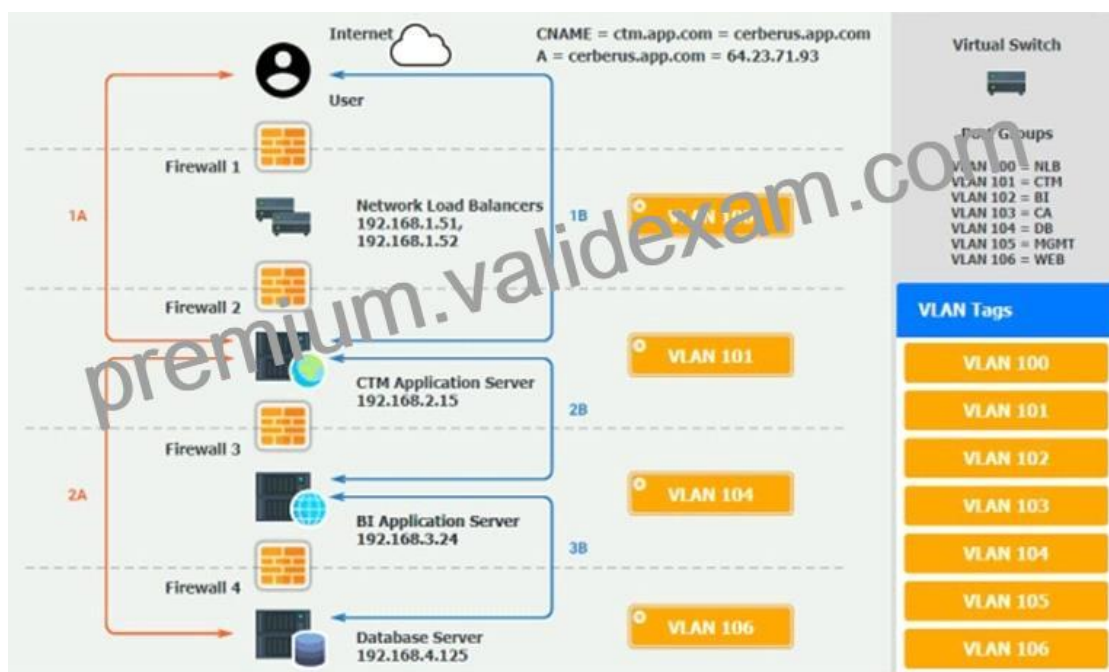 Internet
CNAME = ctm.app.com = cerberus.app.com
A = cerberus.app.com = 64.23.71.93
User
Firewall 1
1A
Network Load Balancers
192.168.1.51,
192.168.1.52
1B
Firewall 2
CTM Application Server
192.168.2.15
VLAN 101
2B
Firewall 3
2A
BI Application Server
192.168.3.24
VLAN 104
3B
Firewall 4
Database Server
192.168.4.125
VLAN 106
Virtual Switch
Groups
VLAN 100 = NLB
VLAN 101 = CTM
VLAN 102 = BI
VLAN 103 = CA
VLAN 104 = DB
VLAN 105 = MGMT
VLAN 106 = WEB
VLAN Tags
VLAN 100
VLAN 101
VLAN 102
VLAN 103
VLAN 104
VLAN 105
VLAN 106
premium.validexam.com